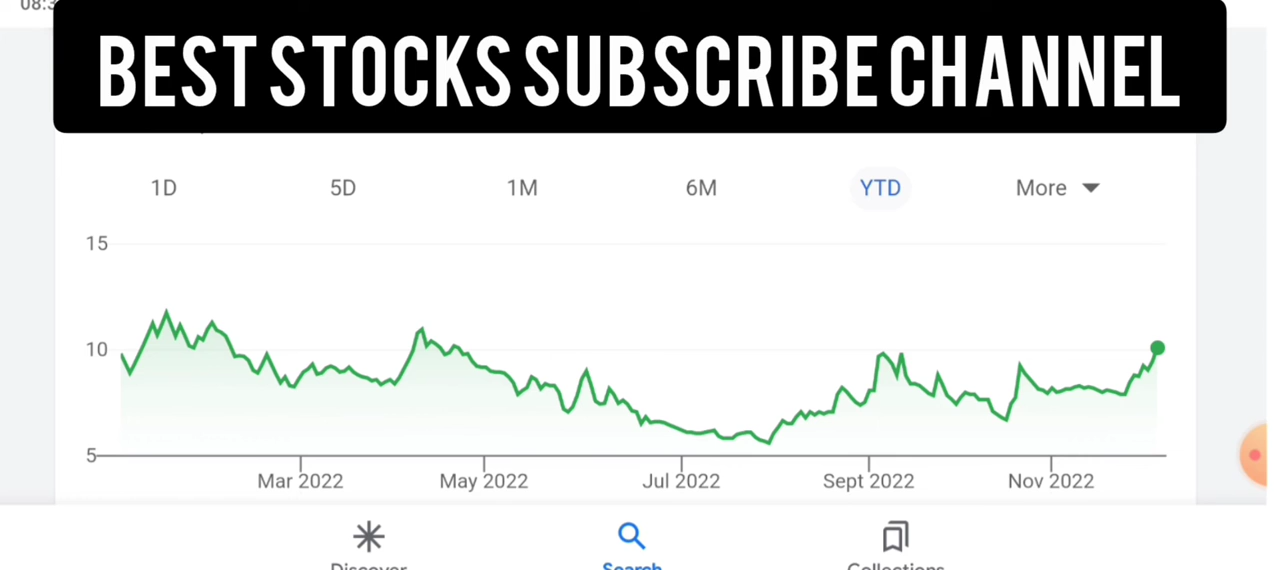 BEST STOCKS SUBSCRIBE CHANNEL
1D 5D 1M 6M YTD More
15
10
5
Mar 2022 May 2022 Jul 2022 Sept 2022 Nov 2022
Discover Search Collections